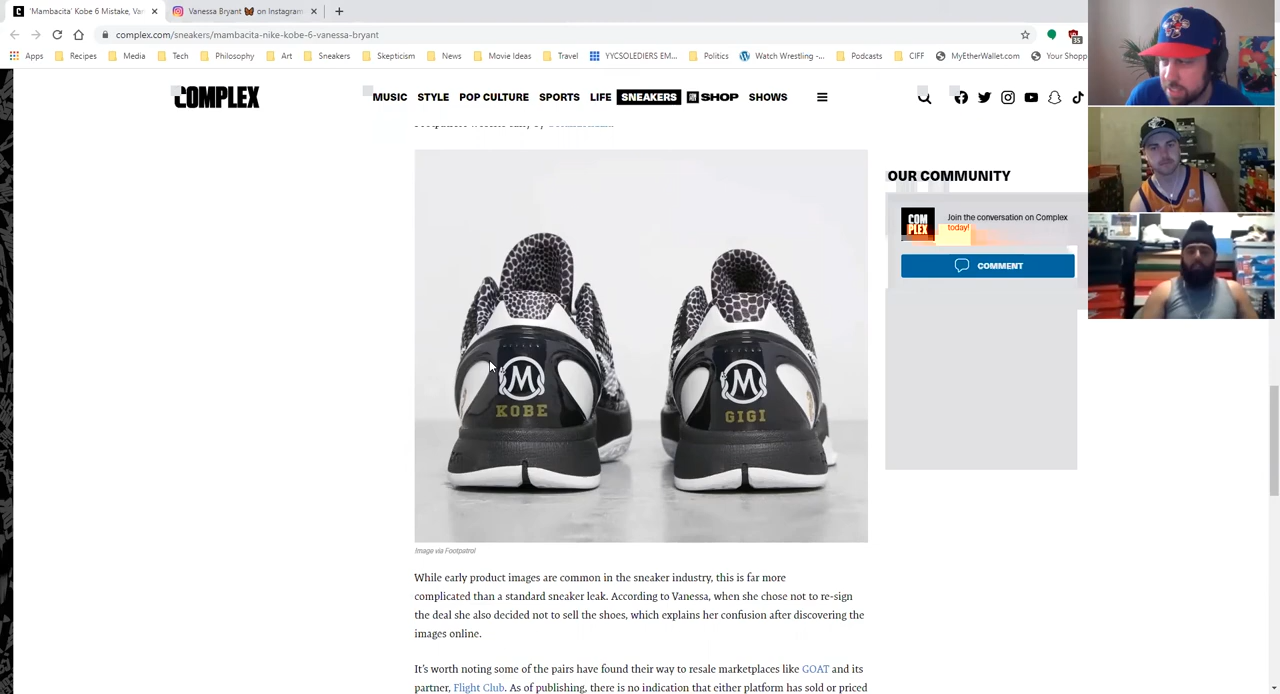 'Mambacita' Kobe 6 Mistake, Van
Vanessa Bryant 🦋 on Instagram
complex.com/sneakers/mambacita-nike-kobe-6-vanessa-bryant
Apps Recipes Media Tech Philosophy Art Sneakers Skepticism News Movie Ideas Travel YYCSOLEDIERS EM... Politics Watch Wrestling -... Podcasts CIFF MyEtherWallet.com Your Shopp
COMPLEX
MUSIC STYLE POP CULTURE SPORTS LIFE SNEAKERS SHOP SHOWS
OUR COMMUNITY
COM
PLEX
Join the conversation on Complex
today!
COMMENT
M
KOBE
M
GIGI
Image via Footpatrol
While early product images are common in the sneaker industry, this is far more
complicated than a standard sneaker leak. According to Vanessa, when she chose not to re-sign
the deal she also decided not to sell the shoes, which explains her confusion after discovering the
images online.
It's worth noting some of the pairs have found their way to resale marketplaces like GOAT and its
partner, Flight Club. As of publishing, there is no indication that either platform has sold or priced